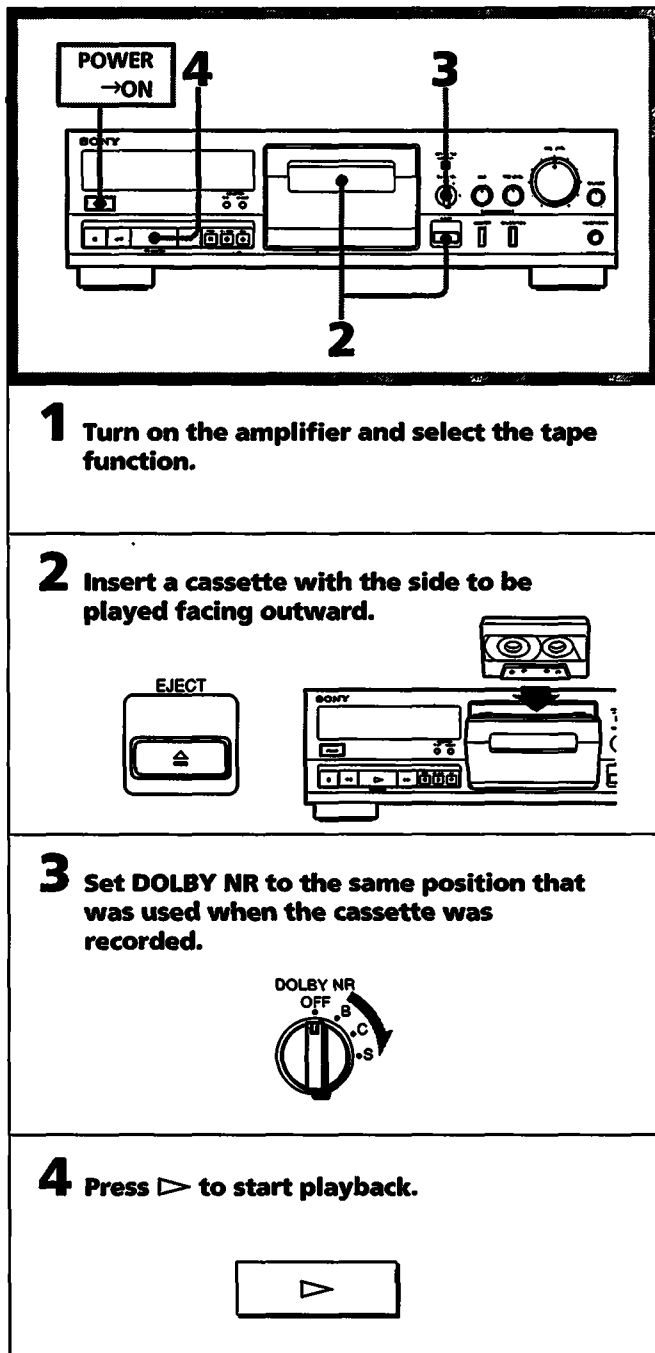 POWER
→ON
4
3
SONY
2
1 Turn on the amplifier and select the tape
function.
2 Insert a cassette with the side to be
played facing outward.
EJECT
SONY
3 Set DOLBY NR to the same position that
was used when the cassette was
recorded.
DOLBY NR
OFF
B
C
S
4 Press ▷ to start playback.